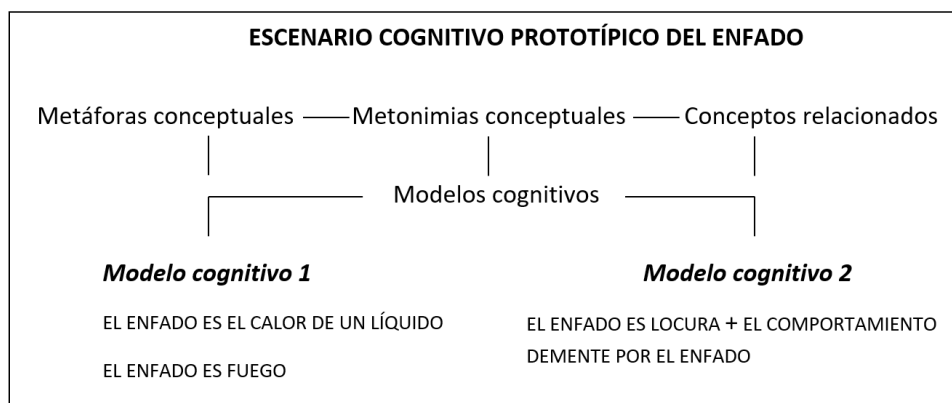 ESCENARIO COGNITIVO PROTOTÍPICO DEL ENFADO
Metáforas conceptuales Metonimias conceptuales Conceptos relacionados
Modelos cognitivos
Modelo cognitivo 1 Modelo cognitivo 2
EL ENFADO ES EL CALOR DE UN LÍQUIDO
EL ENFADO ES FUEGO
EL ENFADO ES LOCURA + EL COMPORTAMIENTO
DEMENTE POR EL ENFADO